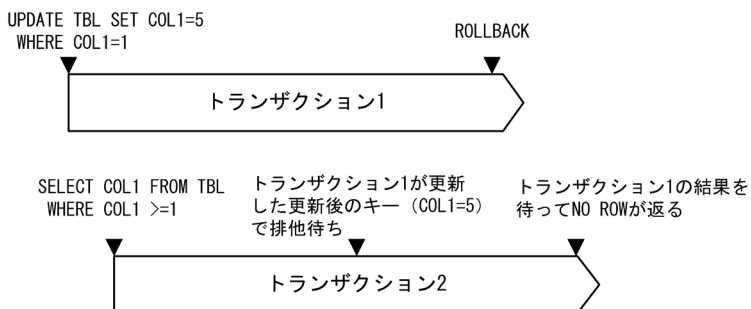 UPDATE TBL SET COL1=5
WHERE COL1=1
ROLLBACK
トランザクション1
SELECT COL1 FROM TBL
WHERE COL1 >=1
トランザクション1が更新
した更新後のキー（COL1=5）
で排他待ち
トランザクション1の結果を
待ってNO ROWが返る
トランザクション2